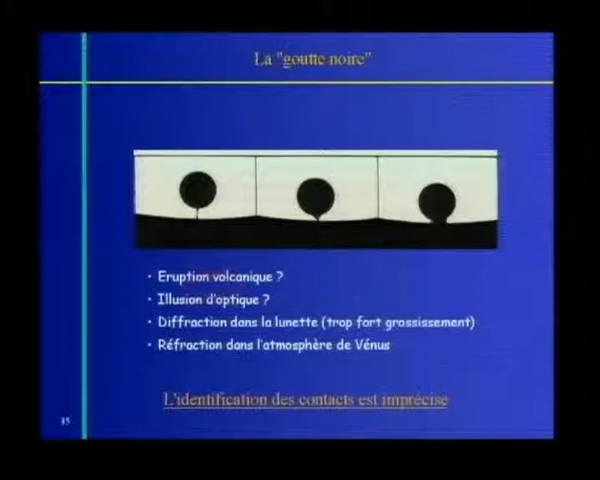 La "goutte noire"
• Eruption volcanique ?
• Illusion d'optique ?
• Diffraction dans la lunette (trop fort grossissement)
• Réfraction dans l'atmosphère de Vénus
L'identification des contacts est imprécise
35